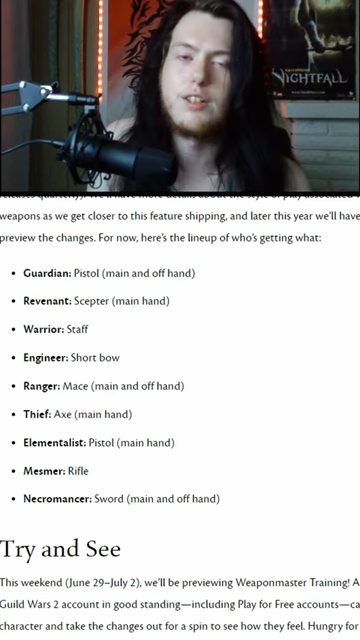 NIGHTFALL
weapons as we get closer to this feature shipping, and later this year we'll have
preview the changes. For now, here's the lineup of who's getting what:
• Guardian: Pistol (main and off hand)
• Revenant: Scepter (main hand)
• Warrior: Staff
• Engineer: Short bow
• Ranger: Mace (main and off hand)
• Thief: Axe (main hand)
• Elementalist: Pistol (main hand)
• Mesmer: Rifle
• Necromancer: Sword (main and off hand)
Try and See
This weekend (June 29–July 2), we'll be previewing Weaponmaster Training! A
Guild Wars 2 account in good standing—including Play for Free accounts—ca
character and take the changes out for a spin to see how they feel. Hungry for